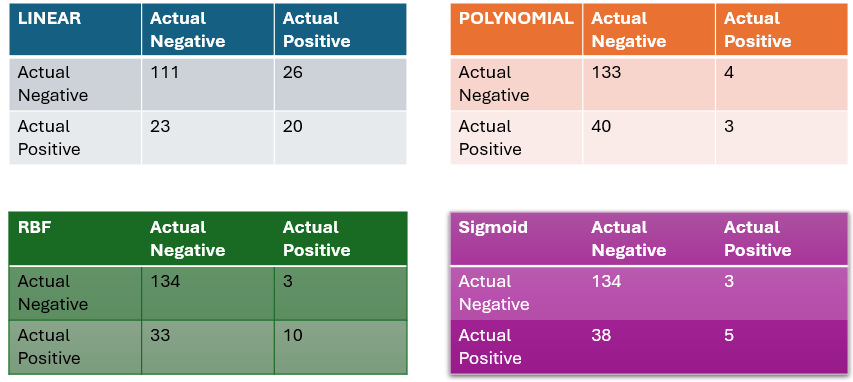 LINEAR Actual Negative Actual Positive
Actual Negative 111 26
Actual Positive 23 20
POLYNOMIAL Actual Negative Actual Positive
Actual Negative 133 4
Actual Positive 40 3
RBF Actual Negative Actual Positive
Actual Negative 134 3
Actual Positive 33 10
Sigmoid Actual Negative Actual Positive
Actual Negative 134 3
Actual Positive 38 5